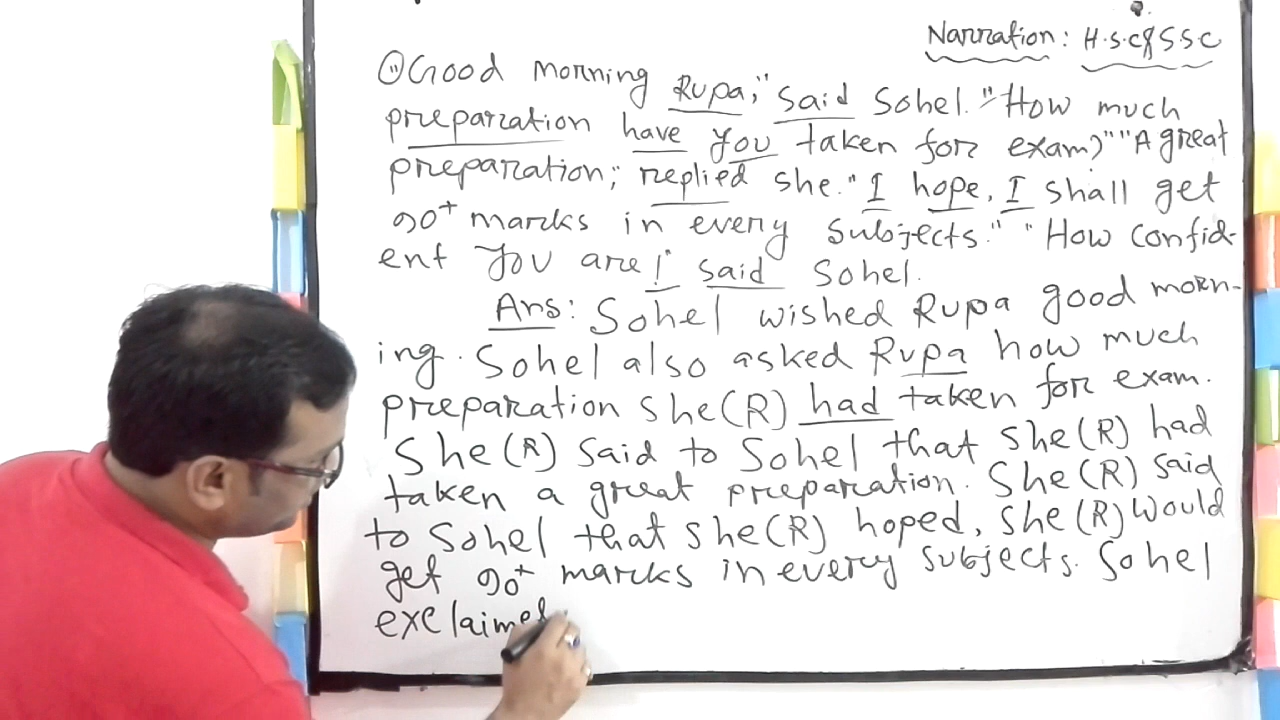 Narration: H.S.C & SSC
"Good morning Rupa," said Sohel. "How much
preparation have you taken for exam?" "A great
preparation," replied she. "I hope, I shall get
90+ marks in every subjects." "How confid-
ent you are!" said Sohel.
Ans: Sohel wished Rupa good morn-
ing. Sohel also asked Rupa how much
preparation she(R) had taken for exam.
She(R) said to Sohel that she(R) had
taken a great preparation. She(R) said
to Sohel that she(R) hoped, she(R) would
get 90+ marks in every subjects. Sohel
exclaimed